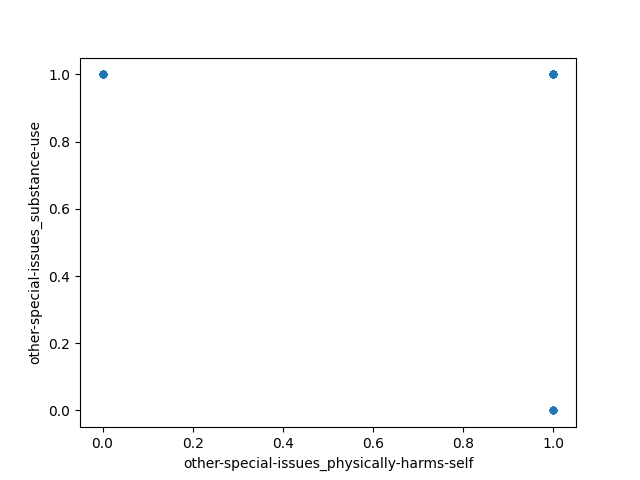 1.0
0.8
0.6
0.4
0.2
0.0
other-special-issues_substance-use
0.0 0.2 0.4 0.6 0.8 1.0
other-special-issues_physically-harms-self